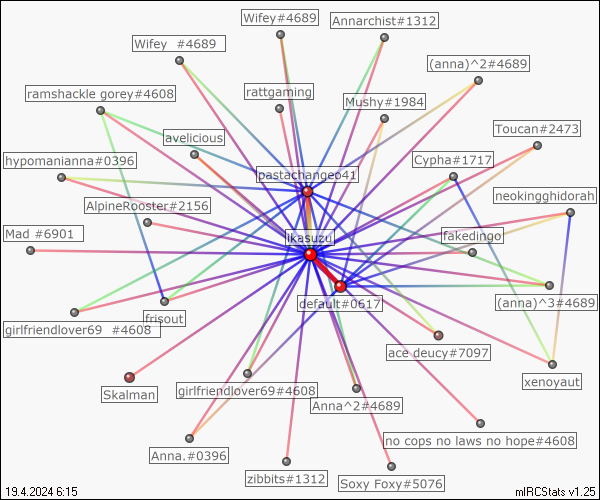 Wifey#4689
Annarchist#1312
Wifey  #4689
(anna)^2#4689
ramshackle gorey#4608
rattgaming
Mushy#1984
Toucan#2473
avelicious
hypomanianna#0396
Cypha#1717
pastachangeo41
neokingghidorah
AlpineRooster#2156
Mad #6901
ikasuzu
fakedingo
default#0617
(anna)^3#4689
frisout
girlfriendlover69  #4608
ace deucy#7097
xenoyaut
Skalman
girlfriendlover69#4608
Anna^2#4689
no cops no laws no hope#4608
Anna.#0396
zibbits#1312
Soxy Foxy#5076
19.4.2024 6:15
mIRCStats v1.25